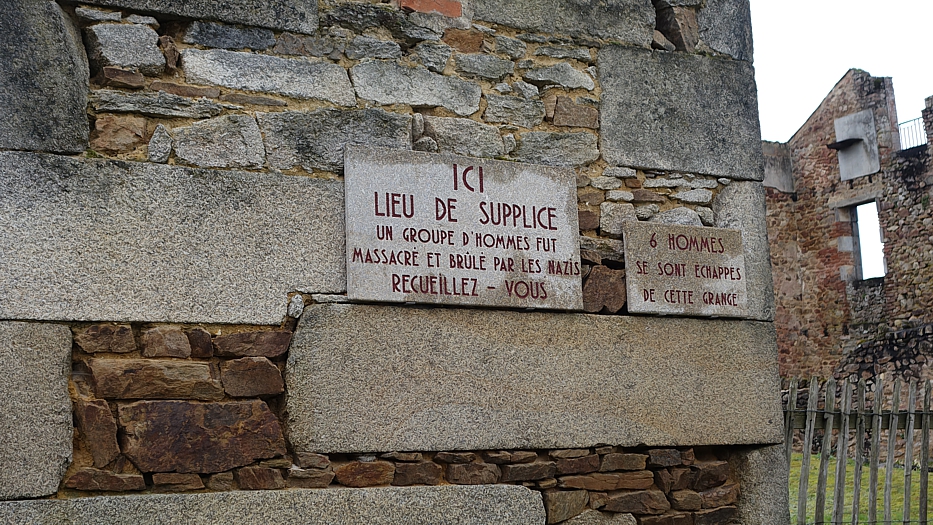 ICI
LIEU DE SUPPLICE
UN GROUPE D'HOMMES FUT
MASSACRÉ ET BRÛLÉ PAR LES NAZIS
RECUEILLEZ - VOUS
6 HOMMES
SE SONT ECHAPPES
DE CETTE GRANGE